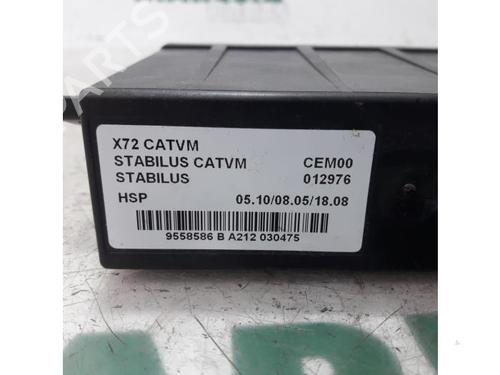 X72 CATVM
STABILUS CATVM CEM00
STABILUS 012976
HSP 05.10/08.05/18.08
9558586 B A212 030475